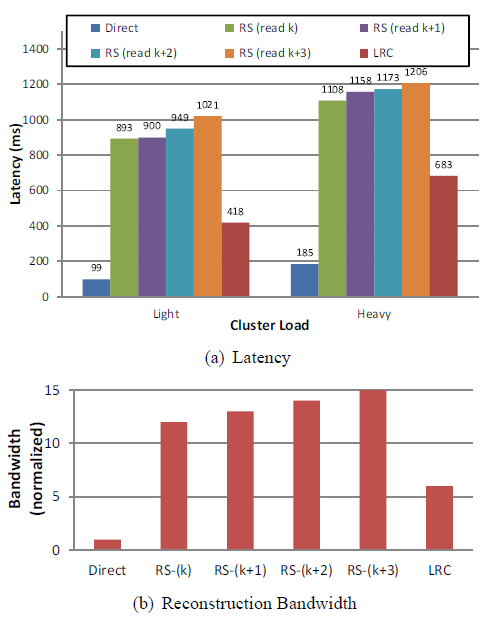 Direct RS (read k) RS (read k+1)
RS (read k+2) RS (read k+3) LRC
Latency (ms)
1400
1200
1000
800
600
400
200
0
99 893 900 949 1021 418
185 1108 1158 1173 1206 683
Light Heavy
Cluster Load
(a) Latency
Bandwidth
(normalized)
15
10
5
0
Direct RS-(k) RS-(k+1) RS-(k+2) RS-(k+3) LRC
(b) Reconstruction Bandwidth